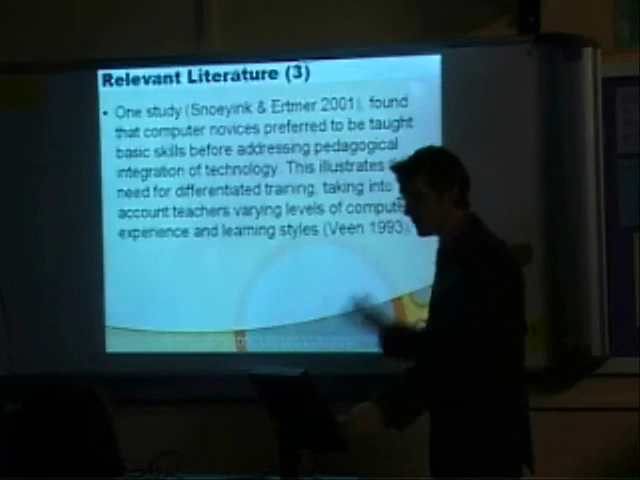 Relevant Literature (3)
• One study (Snoeyink & Ertmer 2001), found
that computer novices preferred to be taught
basic skills before addressing pedagogical
integration of technology. This illustrates
need for differentiated training, taking into
account teachers varying levels of compute
experience and learning styles (Veen 1993)